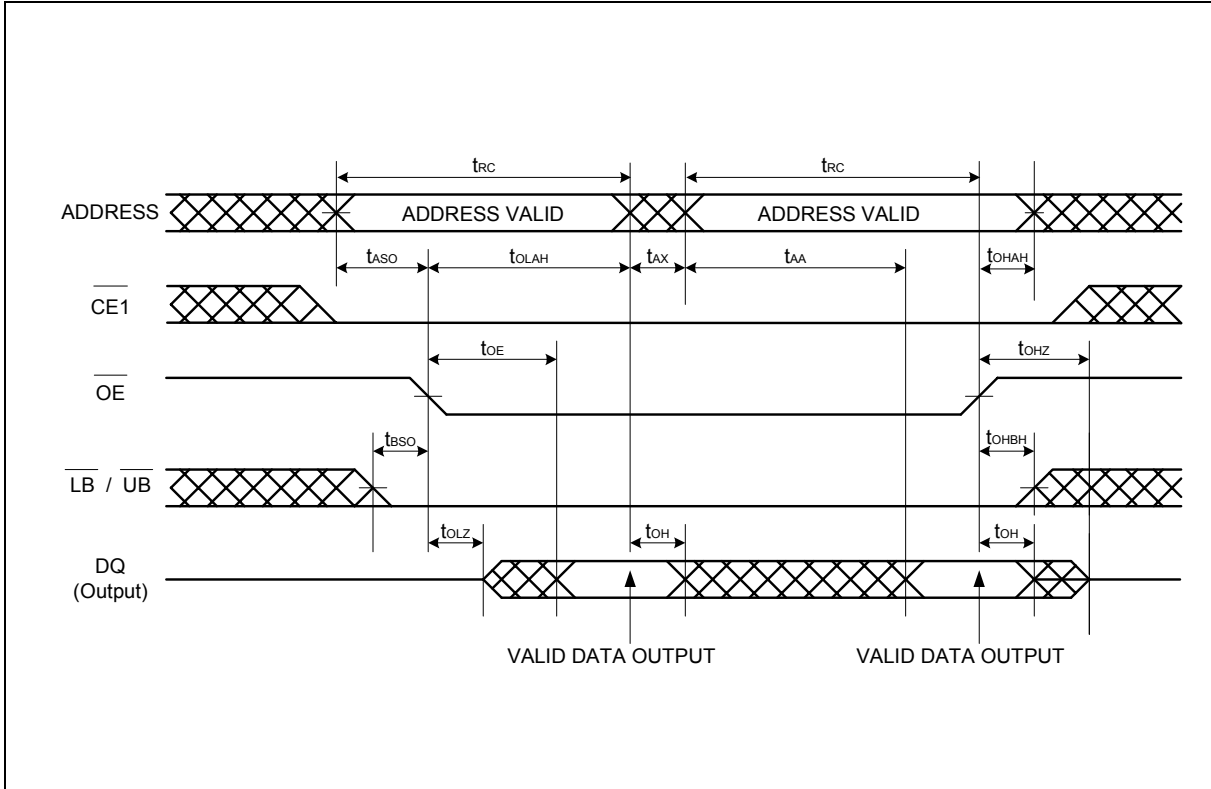 tRC tRC
ADDRESS ADDRESS VALID ADDRESS VALID
tASO tOLAH tAX tAA tOHAH
CE1
tOE tOHZ
OE
tBSO tOHBH
LB / UB
tOLZ tOH tOH
DQ
(Output)
VALID DATA OUTPUT VALID DATA OUTPUT